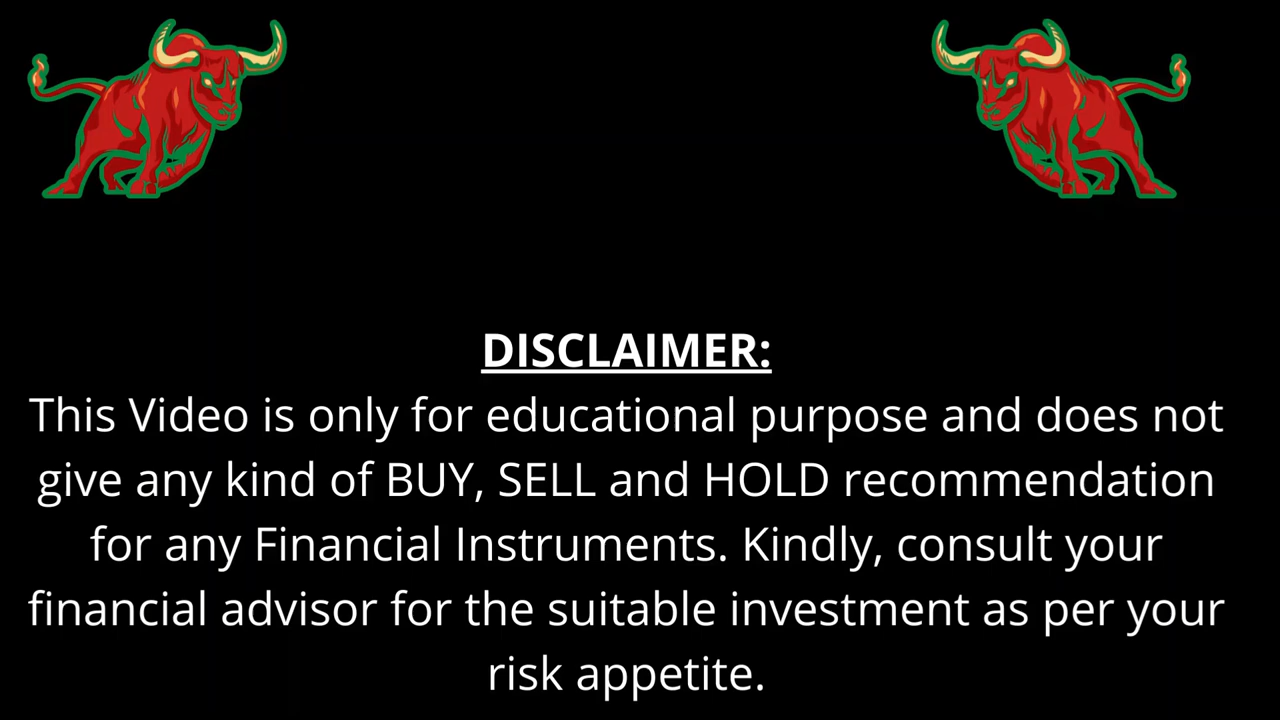 DISCLAIMER:
This Video is only for educational purpose and does not
give any kind of BUY, SELL and HOLD recommendation
for any Financial Instruments. Kindly, consult your
financial advisor for the suitable investment as per your
risk appetite.